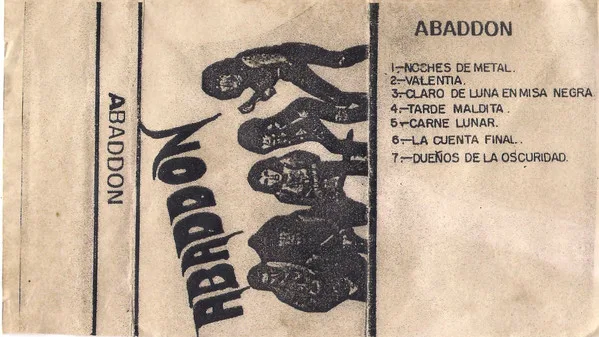 ABADDON
ABADDON
ABADDON
1.-NOCHES DE METAL.
2.-VALENTIA.
3.-CLARO DE LUNA EN MISA NEGRA
4.-TARDE MALDITA.
5.-CARNE LUNAR.
6.-LA CUENTA FINAL.
7.-DUEÑOS DE LA OSCURIDAD.